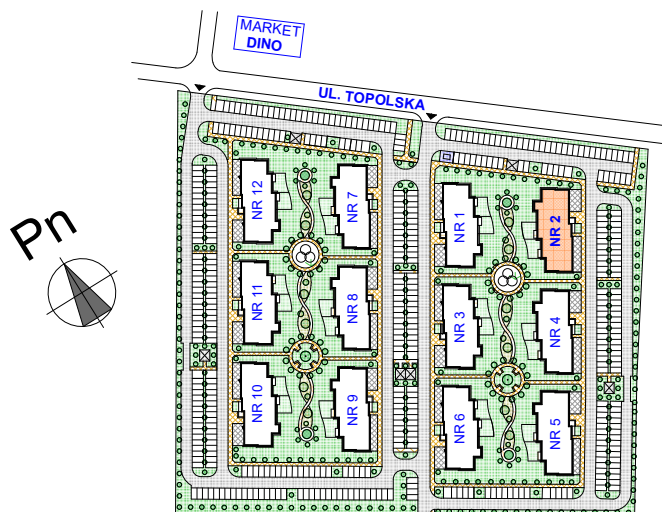 MARKET
DINO
UL. TOPOLSKA
Pn
NR 12
NR 7
NR 1
NR 2
NR 11
NR 8
NR 3
NR 4
NR 10
NR 9
NR 6
NR 5